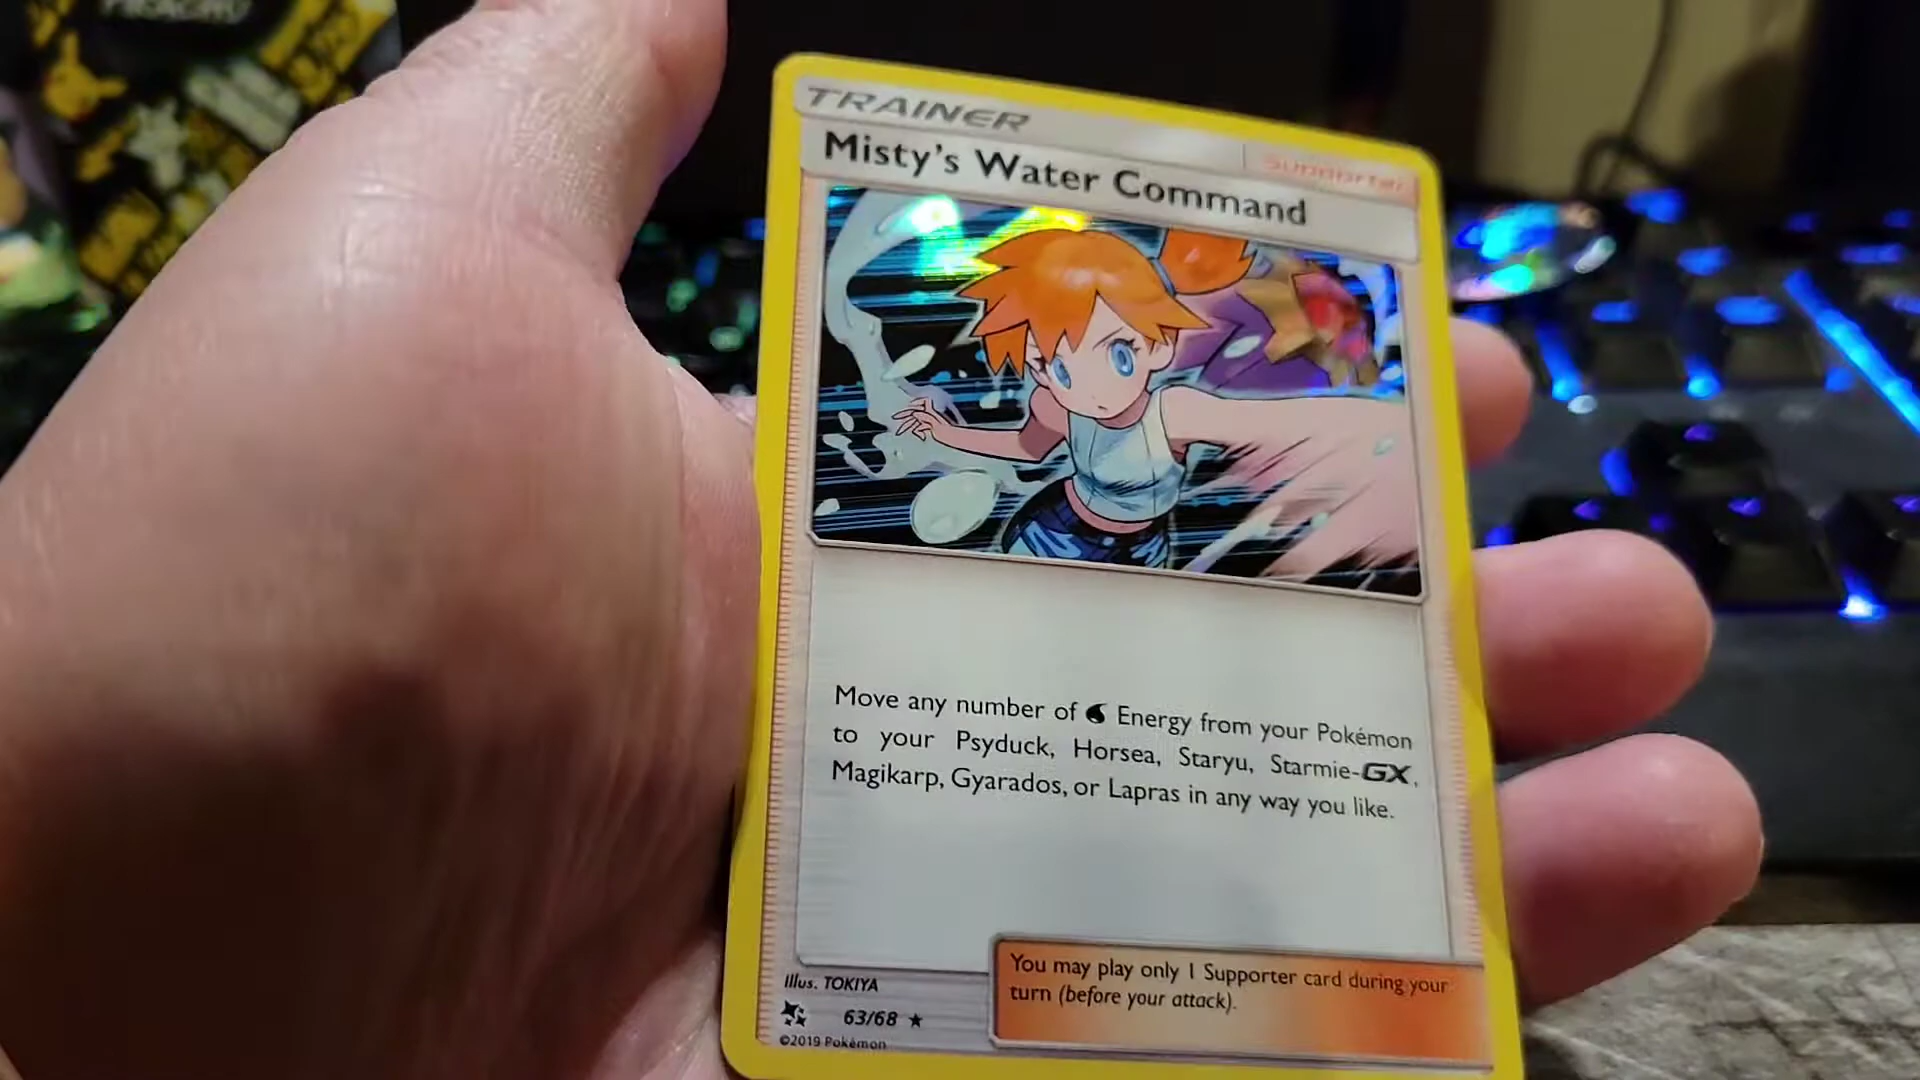 PIKACHU
TRAINER
Supporter
Misty's Water Command
Move any number of Energy from your Pokémon
to your Psyduck, Horsea, Staryu, Starmie-GX,
Magikarp, Gyarados, or Lapras in any way you like.
You may play only 1 Supporter card during your
turn (before your attack).
Illus. TOKIYA
63/68 ★
©2019 Pokémon